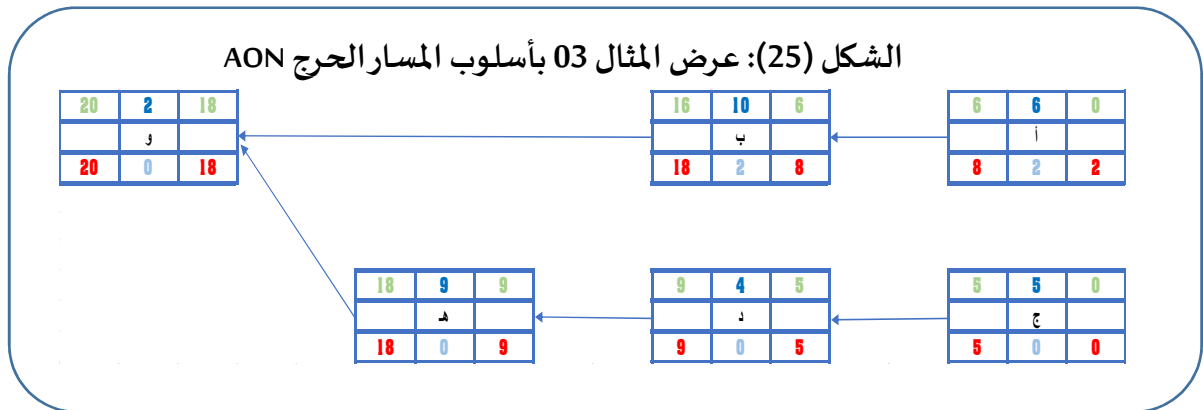 الشكل (25): عرض المثال 03 بأسلوب المسار الحرج AON
0 6 6
أ
2 2 8
6 10 16
ب
8 2 18
18 2 20
و
18 0 20
0 5 5
ج
0 0 5
5 4 9
د
5 0 9
9 9 18
هـ
9 0 18